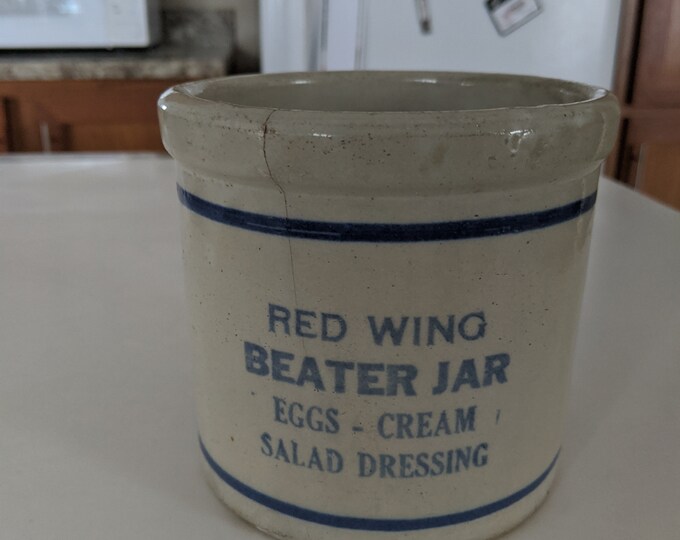 RED WING
BEATER JAR
EGGS - CREAM
SALAD DRESSING